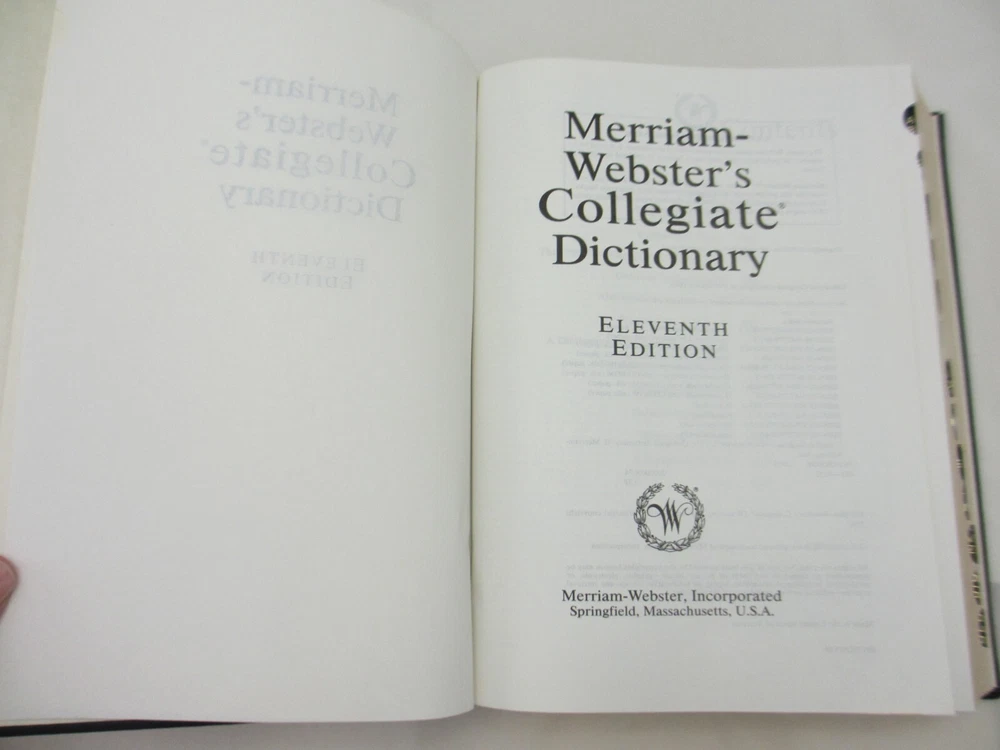 Merriam-
Webster's
Collegiate®
Dictionary
ELEVENTH
EDITION
Merriam-Webster, Incorporated
Springfield, Massachusetts, U.S.A.